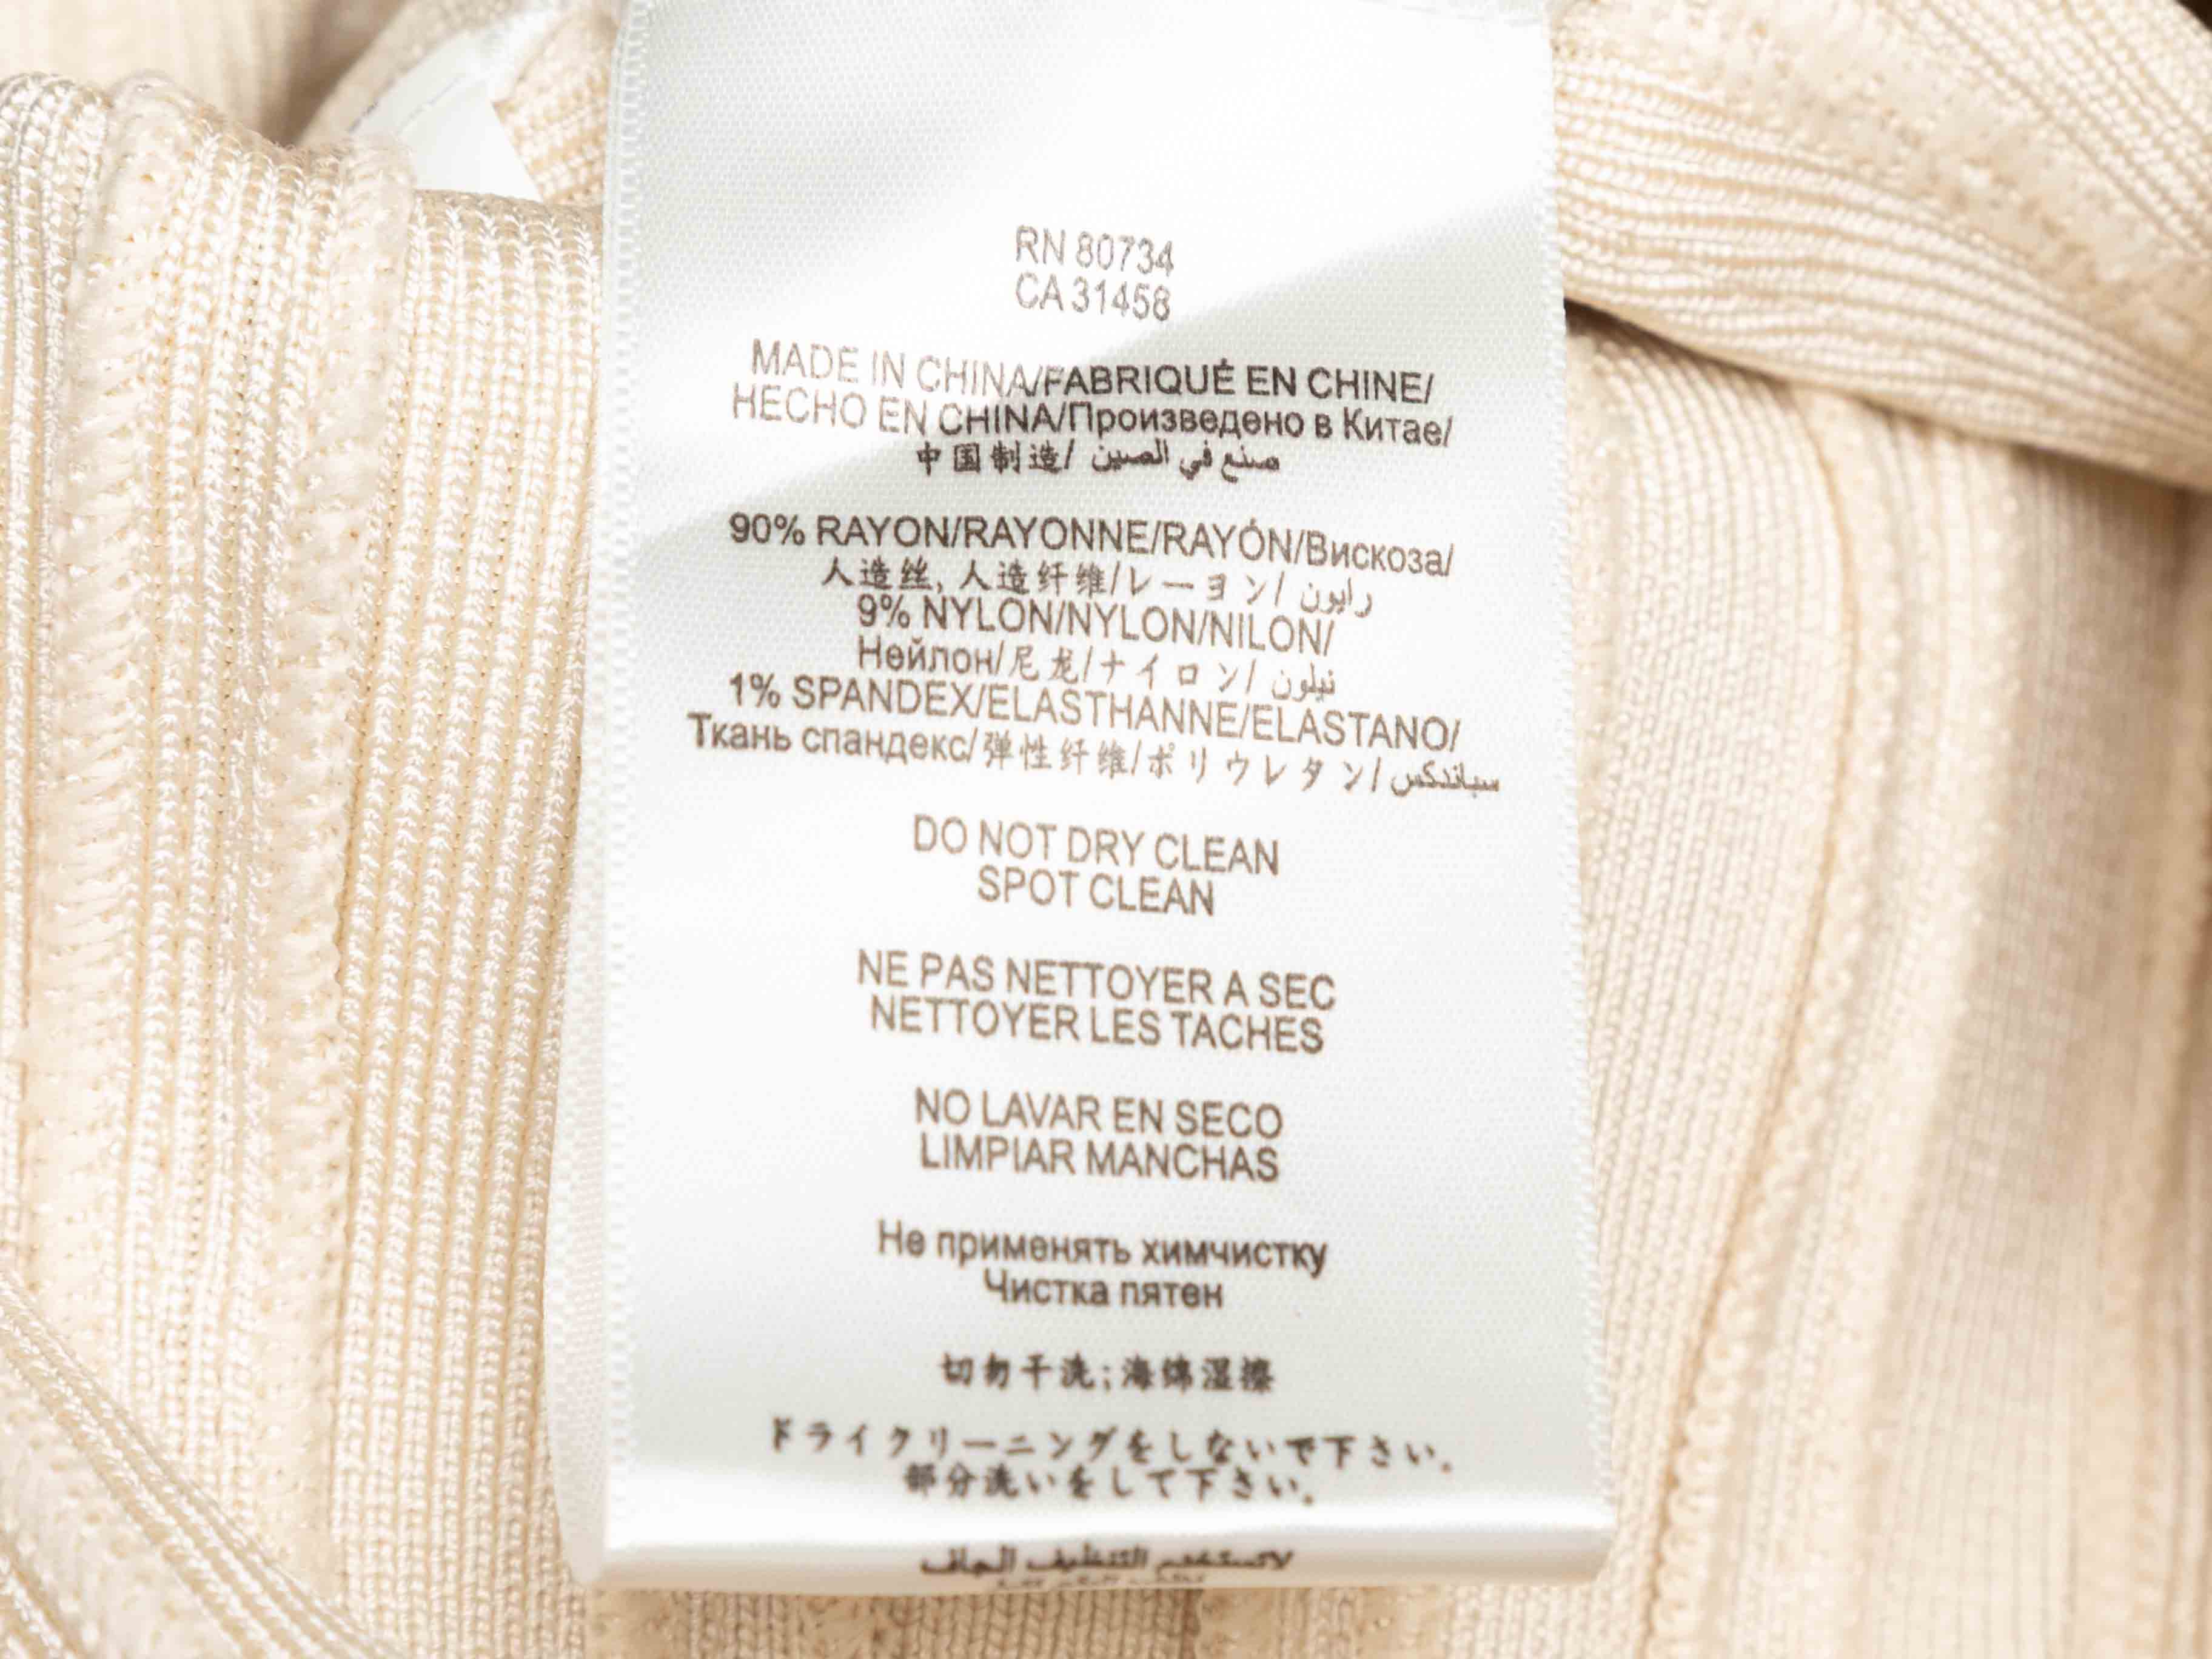 RN 80734
CA 31458
MADE IN CHINA/FABRIQUÉ EN CHINE/
HECHO EN CHINA/Произведено в Китае/
中国制造/ صنع في الصين
90% RAYON/RAYONNE/RAYÓN/Вискоза/
人造丝, 人造纤维/レーヨン/ رايون
9% NYLON/NYLON/NILON/
Нейлон/尼龙/ナイロン/ نيلون
1% SPANDEX/ELASTHANNE/ELASTANO/
Ткань спандекс/弹性纤维/ポリウレタン/ سباندكس
DO NOT DRY CLEAN
SPOT CLEAN
NE PAS NETTOYER A SEC
NETTOYER LES TACHES
NO LAVAR EN SECO
LIMPIAR MANCHAS
Не применять химчистку
Чистка пятен
切勿干洗;海绵湿擦
ドライクリーニングをしないで下さい。
部分洗いをして下さい。
التنظيف الجاف